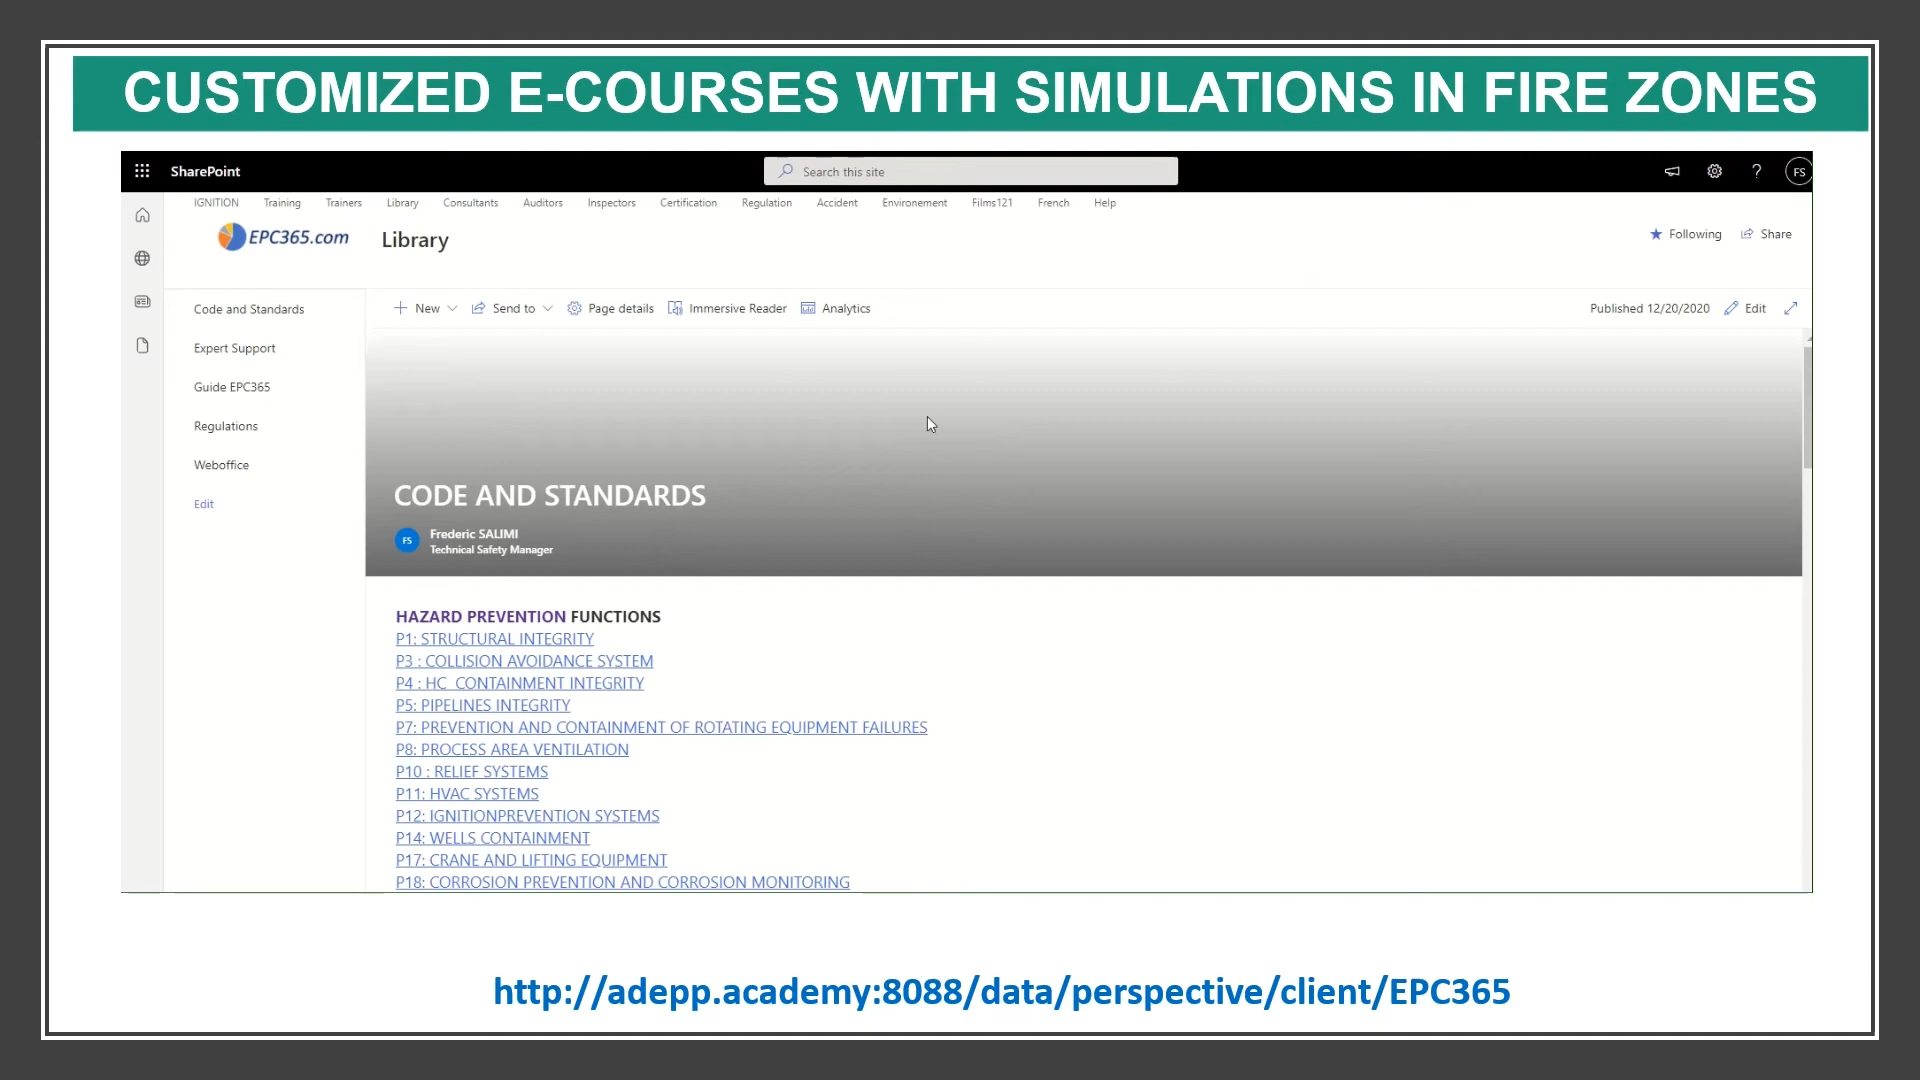 CUSTOMIZED E-COURSES WITH SIMULATIONS IN FIRE ZONES
SharePoint
Search this site
?
FS
IGNITION Training Trainers Library Consultants Auditors Inspectors Certification Regulation Accident Environement Films121 French Help
EPC365.com
Library
Following
Share
Code and Standards
Expert Support
Guide EPC365
Regulations
Weboffice
Edit
New Send to Page details Immersive Reader Analytics
Published 12/20/2020 Edit
CODE AND STANDARDS
FS
Frederic SALIMI
Technical Safety Manager
HAZARD PREVENTION FUNCTIONS
P1: STRUCTURAL INTEGRITY
P3 : COLLISION AVOIDANCE SYSTEM
P4 : HC CONTAINMENT INTEGRITY
P5: PIPELINES INTEGRITY
P7: PREVENTION AND CONTAINMENT OF ROTATING EQUIPMENT FAILURES
P8: PROCESS AREA VENTILATION
P10 : RELIEF SYSTEMS
P11: HVAC SYSTEMS
P12: IGNITIONPREVENTION SYSTEMS
P14: WELLS CONTAINMENT
P17: CRANE AND LIFTING EQUIPMENT
P18: CORROSION PREVENTION AND CORROSION MONITORING
http://adepp.academy:8088/data/perspective/client/EPC365